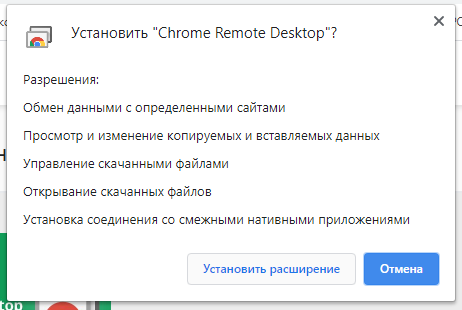 Установить "Chrome Remote Desktop"?
Разрешения:
Обмен данными с определенными сайтами
Просмотр и изменение копируемых и вставляемых данных
Управление скачанными файлами
Открывание скачанных файлов
Установка соединения со смежными нативными приложениями
Установить расширение
Отмена
top